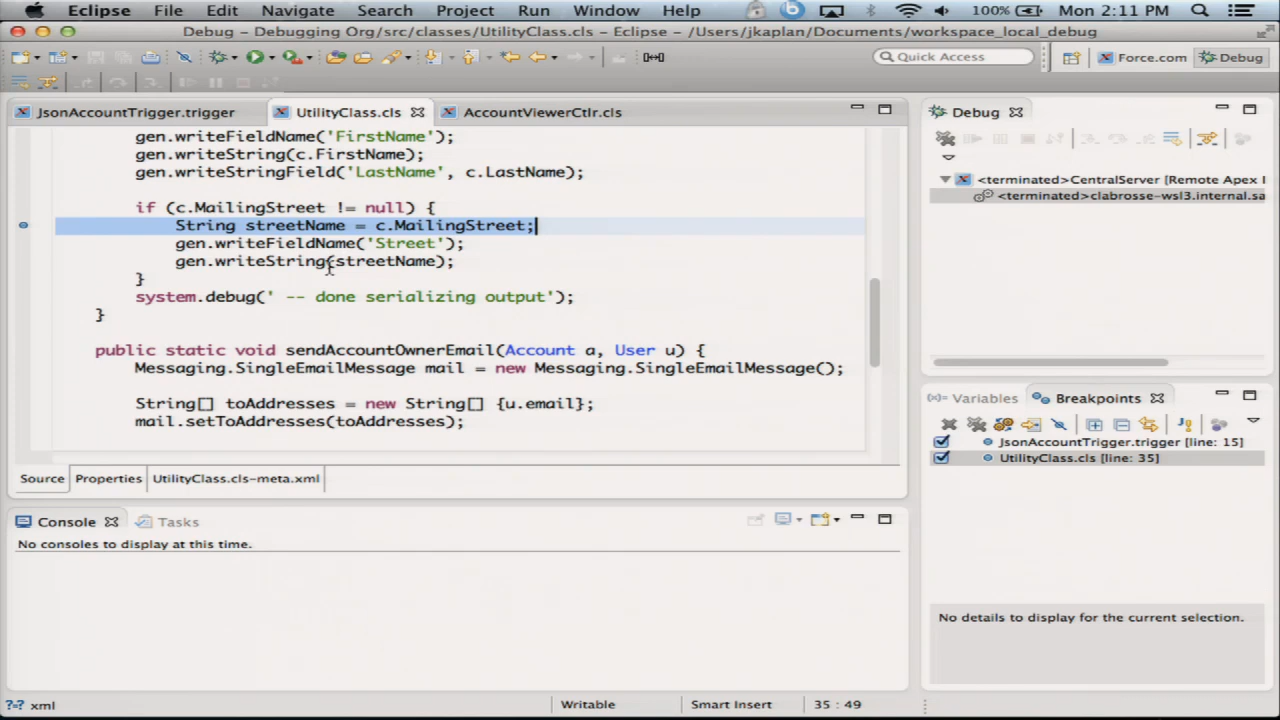 Eclipse File Edit Navigate Search Project Run Window Help 100% Mon 2:11 PM
Debug - Debugging Org/src/classes/UtilityClass.cls - Eclipse - /Users/jkaplan/Documents/workspace_local_debug
Quick Access Force.com Debug
JsonAccountTrigger.trigger UtilityClass.cls AccountViewerCtlr.cls
gen.writeFieldName('FirstName');
gen.writeString(c.FirstName);
gen.writeStringField('LastName', c.LastName);
if (c.MailingStreet != null) {
String streetName = c.MailingStreet;
gen.writeFieldName('Street');
gen.writeString(streetName);
}
system.debug(' -- done serializing output');
}
public static void sendAccountOwnerEmail(Account a, User u) {
Messaging.SingleEmailMessage mail = new Messaging.SingleEmailMessage();
String[] toAddresses = new String[] {u.email};
mail.setToAddresses(toAddresses);
Source Properties UtilityClass.cls-meta.xml
Console Tasks
No consoles to display at this time.
Debug
<terminated>CentralServer [Remote Apex
<terminated>clabrosse-wsl3.internal.sa
Variables Breakpoints
JsonAccountTrigger.trigger [line: 15]
UtilityClass.cls [line: 35]
No details to display for the current selection.
xml Writable Smart Insert 35 : 49